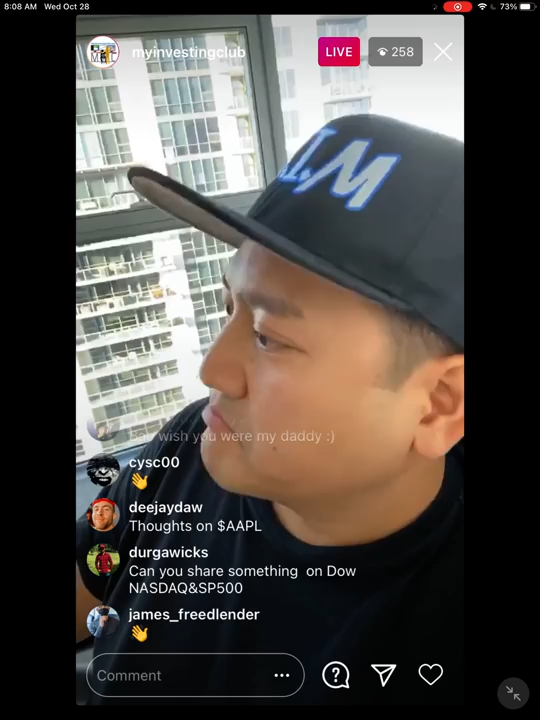 8:08 AM Wed Oct 28
73%
myinvestingclub
LIVE
258
wish you were my daddy :)
cysc00
👋
deejaydaw
Thoughts on $AAPL
durgawicks
Can you share something on Dow
NASDAQ&SP500
james_freedlender
👋
Comment